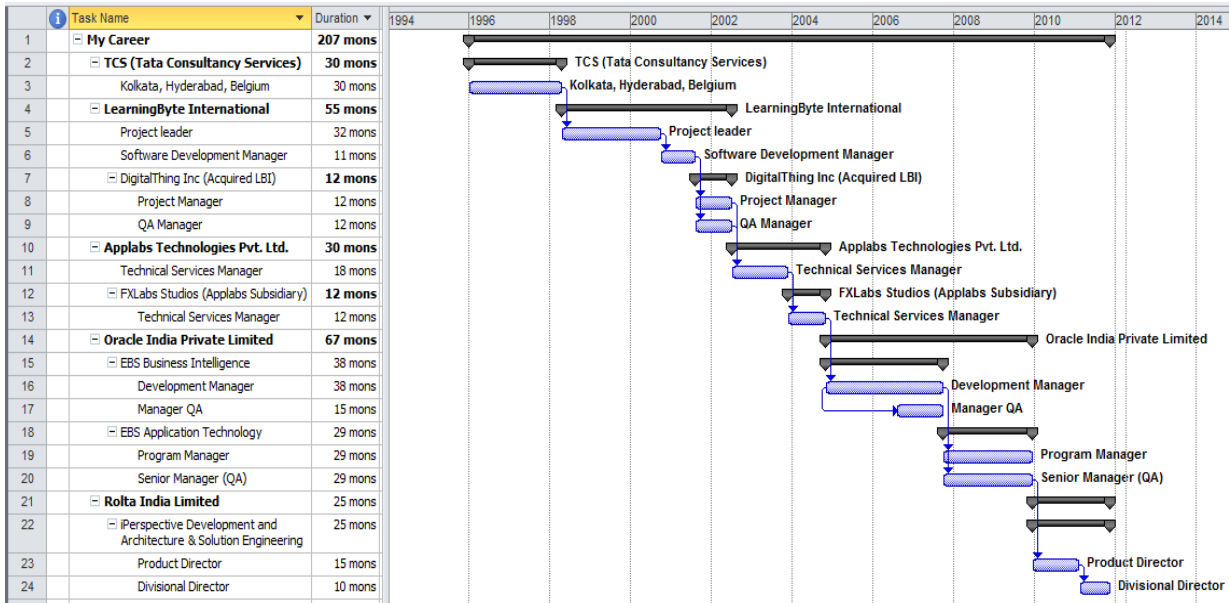 Task Name Duration 1994 1996 1998 2000 2002 2004 2006 2008 2010 2012 2014
1 My Career 207 mons
2 TCS (Tata Consultancy Services) 30 mons TCS (Tata Consultancy Services)
3 Kolkata, Hyderabad, Belgium 30 mons Kolkata, Hyderabad, Belgium
4 LearningByte International 55 mons LearningByte International
5 Project leader 32 mons Project leader
6 Software Development Manager 11 mons Software Development Manager
7 DigitalThing Inc (Acquired LBI) 12 mons DigitalThing Inc (Acquired LBI)
8 Project Manager 12 mons Project Manager
9 QA Manager 12 mons QA Manager
10 Applabs Technologies Pvt. Ltd. 30 mons Applabs Technologies Pvt. Ltd.
11 Technical Services Manager 18 mons Technical Services Manager
12 FXLabs Studios (Applabs Subsidiary) 12 mons FXLabs Studios (Applabs Subsidiary)
13 Technical Services Manager 12 mons Technical Services Manager
14 Oracle India Private Limited 67 mons Oracle India Private Limited
15 EBS Business Intelligence 38 mons
16 Development Manager 38 mons Development Manager
17 Manager QA 15 mons Manager QA
18 EBS Application Technology 29 mons
19 Program Manager 29 mons Program Manager
20 Senior Manager (QA) 29 mons Senior Manager (QA)
21 Rolta India Limited 25 mons
22 iPerspective Development and 25 mons
Architecture & Solution Engineering
23 Product Director 15 mons Product Director
24 Divisional Director 10 mons Divisional Director